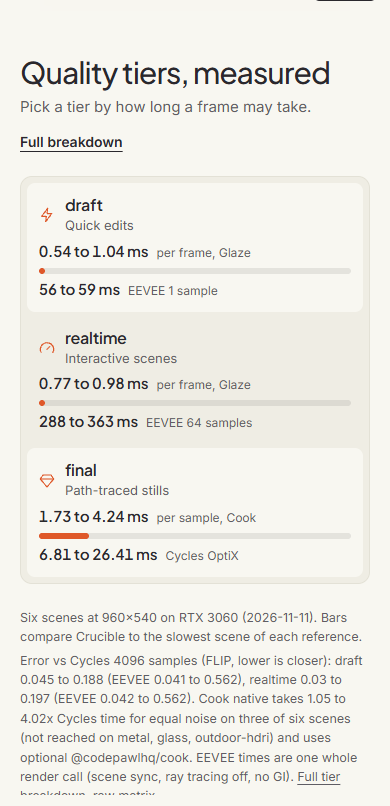 Quality tiers, measured
Pick a tier by how long a frame may take.
Full breakdown
draft
Quick edits
0.54 to 1.04 ms per frame, Glaze
56 to 59 ms EEVEE 1 sample
realtime
Interactive scenes
0.77 to 0.98 ms per frame, Glaze
288 to 363 ms EEVEE 64 samples
final
Path-traced stills
1.73 to 4.24 ms per sample, Cook
6.81 to 26.41 ms Cycles OptiX
Six scenes at 960×540 on RTX 3060 (2026-11-11). Bars
compare Crucible to the slowest scene of each reference.
Error vs Cycles 4096 samples (FLIP, lower is closer): draft
0.045 to 0.188 (EEVEE 0.041 to 0.562), realtime 0.03 to
0.197 (EEVEE 0.042 to 0.562). Cook native takes 1.05 to
4.02x Cycles time for equal noise on three of six scenes
(not reached on metal, glass, outdoor-hdri) and uses
optional @codepawlhq/cook. EEVEE times are one whole
render call (scene sync, ray tracing off, no GI). Full tier
breakdown, raw matrix